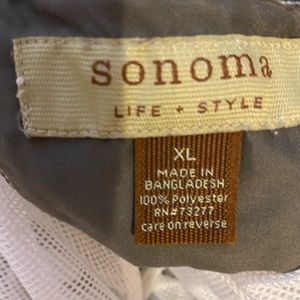 sonoma
LIFE + STYLE
XL
MADE IN
BANGLADESH
100% Polyester
RN#73277
care on reverse